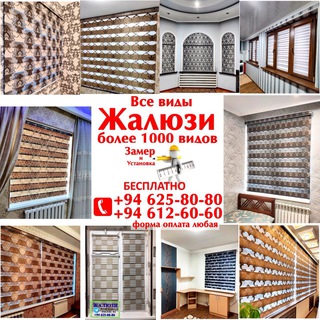 Все виды
Жалюзи
более 1000 видов
Замер
и
Установка
БЕСПЛАТНО
+94 625-80-80
+94 612-60-60
форма оплата любая
ЖАЛЮЗИ